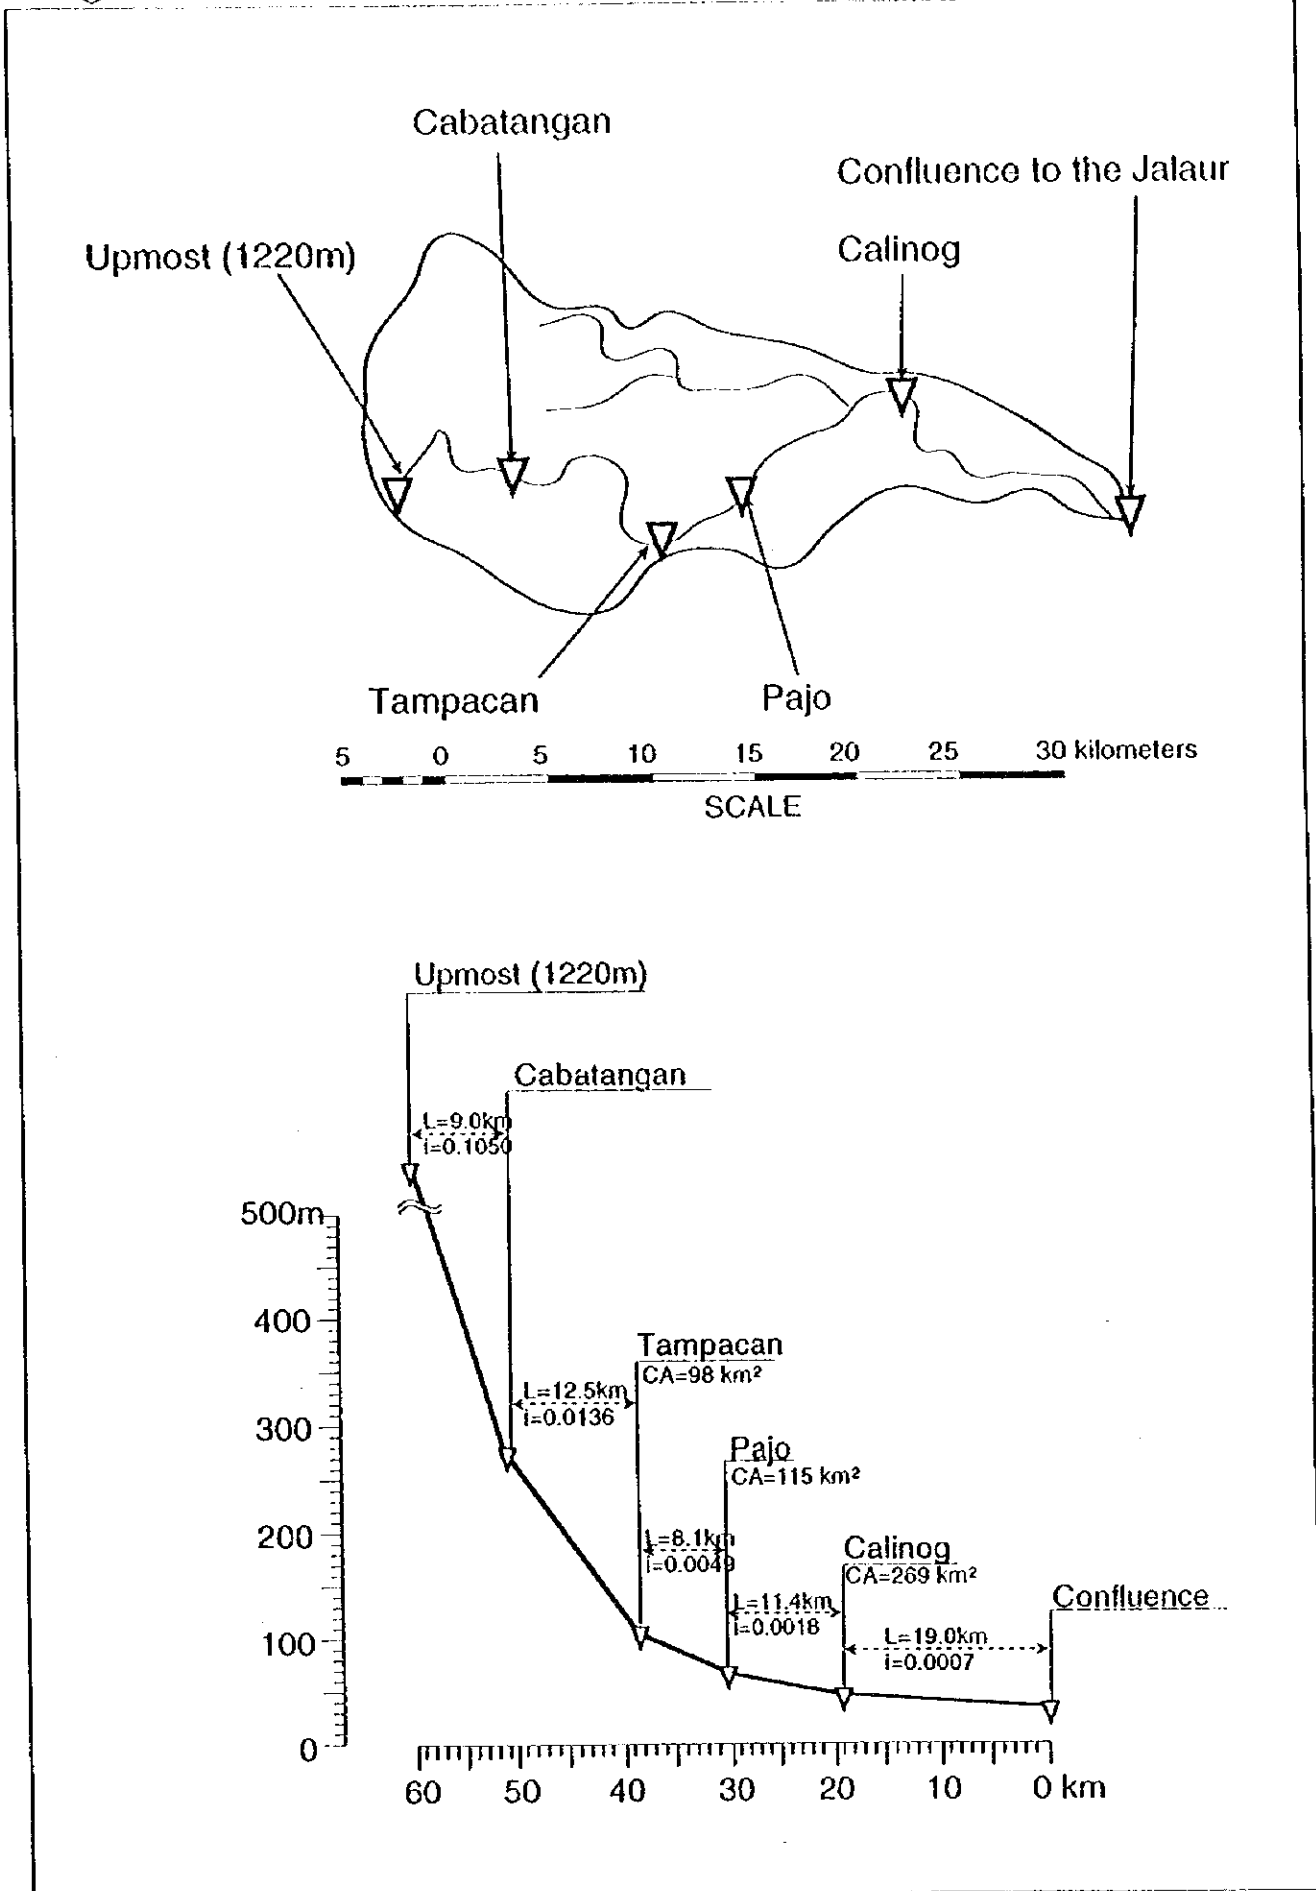 Cabatangan
Confluence to the Jalaur
Upmost (1220m)
Calinog
Tampacan
Pajo
5 0 5 10 15 20 25 30 kilometers
SCALE
Upmost (1220m)
Cabatangan
L=9.0km
i=0.1050
500m
400
Tampacan
CA=98 km²
L=12.5km
i=0.0136
300
Pajo
CA=115 km²
200
L=8.1km
i=0.0049
Calinog
CA=269 km²
L=11.4km
i=0.0018
Confluence
100
L=19.0km
i=0.0007
0
60 50 40 30 20 10 0 km